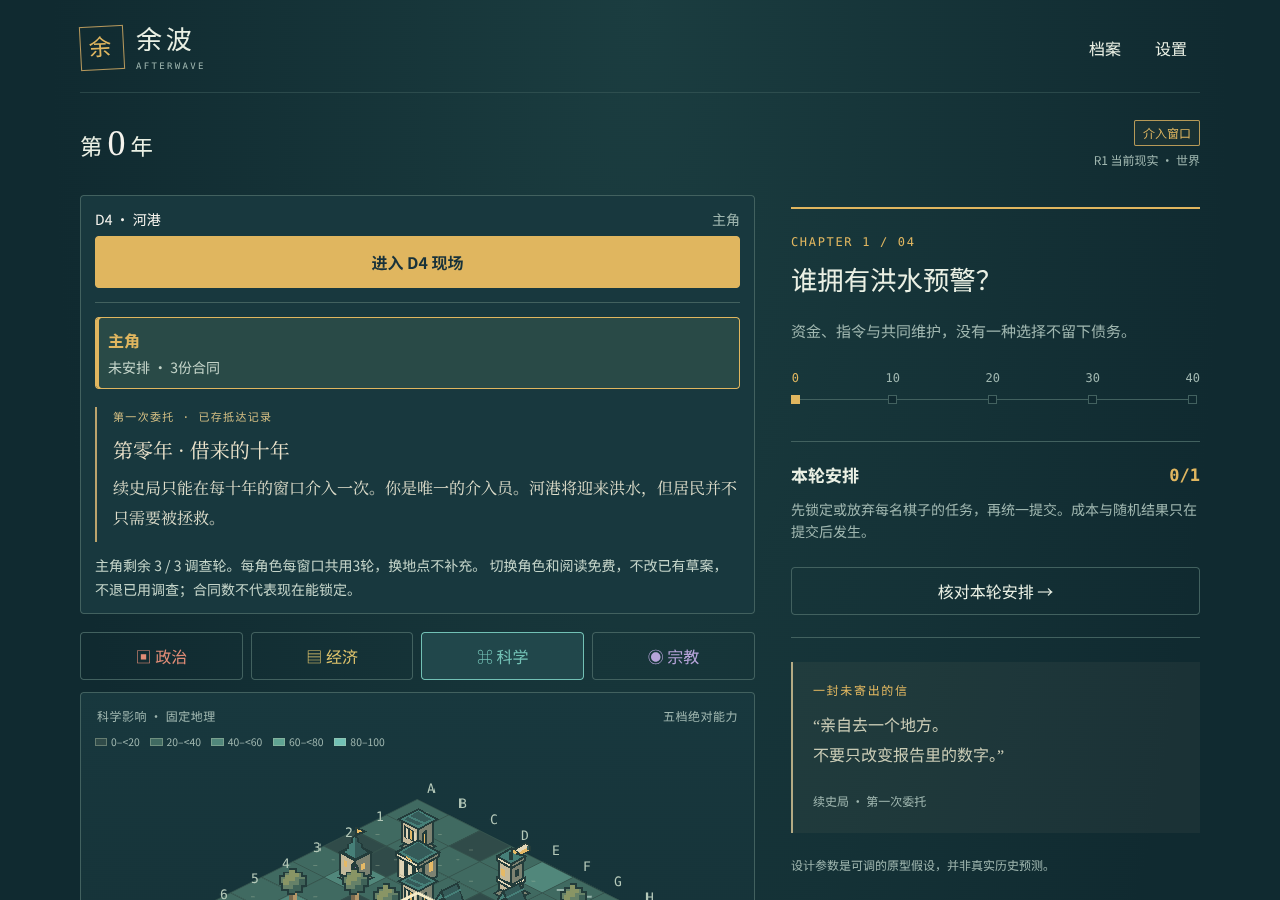 余
余波
AFTERWAVE
档案
设置
第 0 年
介入窗口
R1 当前现实 · 世界
D4 · 河港
主角
进入 D4 现场
主角
未安排 · 3份合同
第一次委托 · 已存抵达记录
第零年 · 借来的十年
续史局只能在每十年的窗口介入一次。你是唯一的介入员。河港将迎来洪水，但居民并不
只需要被拯救。
主角剩余 3 / 3 调查轮。每角色每窗口共用3轮，换地点不补充。 切换角色和阅读免费，不改已有草案，
不退已用调查；合同数不代表现在能锁定。
政治
经济
科学
宗教
科学影响 · 固定地理
五档绝对能力
0–<20
20–<40
40–<60
60–<80
80–100
A
B
C
D
E
F
G
H
1
2
3
4
5
6
CHAPTER 1 / 04
谁拥有洪水预警？
资金、指令与共同维护，没有一种选择不留下债务。
0
10
20
30
40
本轮安排
0/1
先锁定或放弃每名棋子的任务，再统一提交。成本与随机结果只在
提交后发生。
核对本轮安排 →
一封未寄出的信
“亲自去一个地方。
不要只改变报告里的数字。”
续史局 · 第一次委托
设计参数是可调的原型假设，并非真实历史预测。